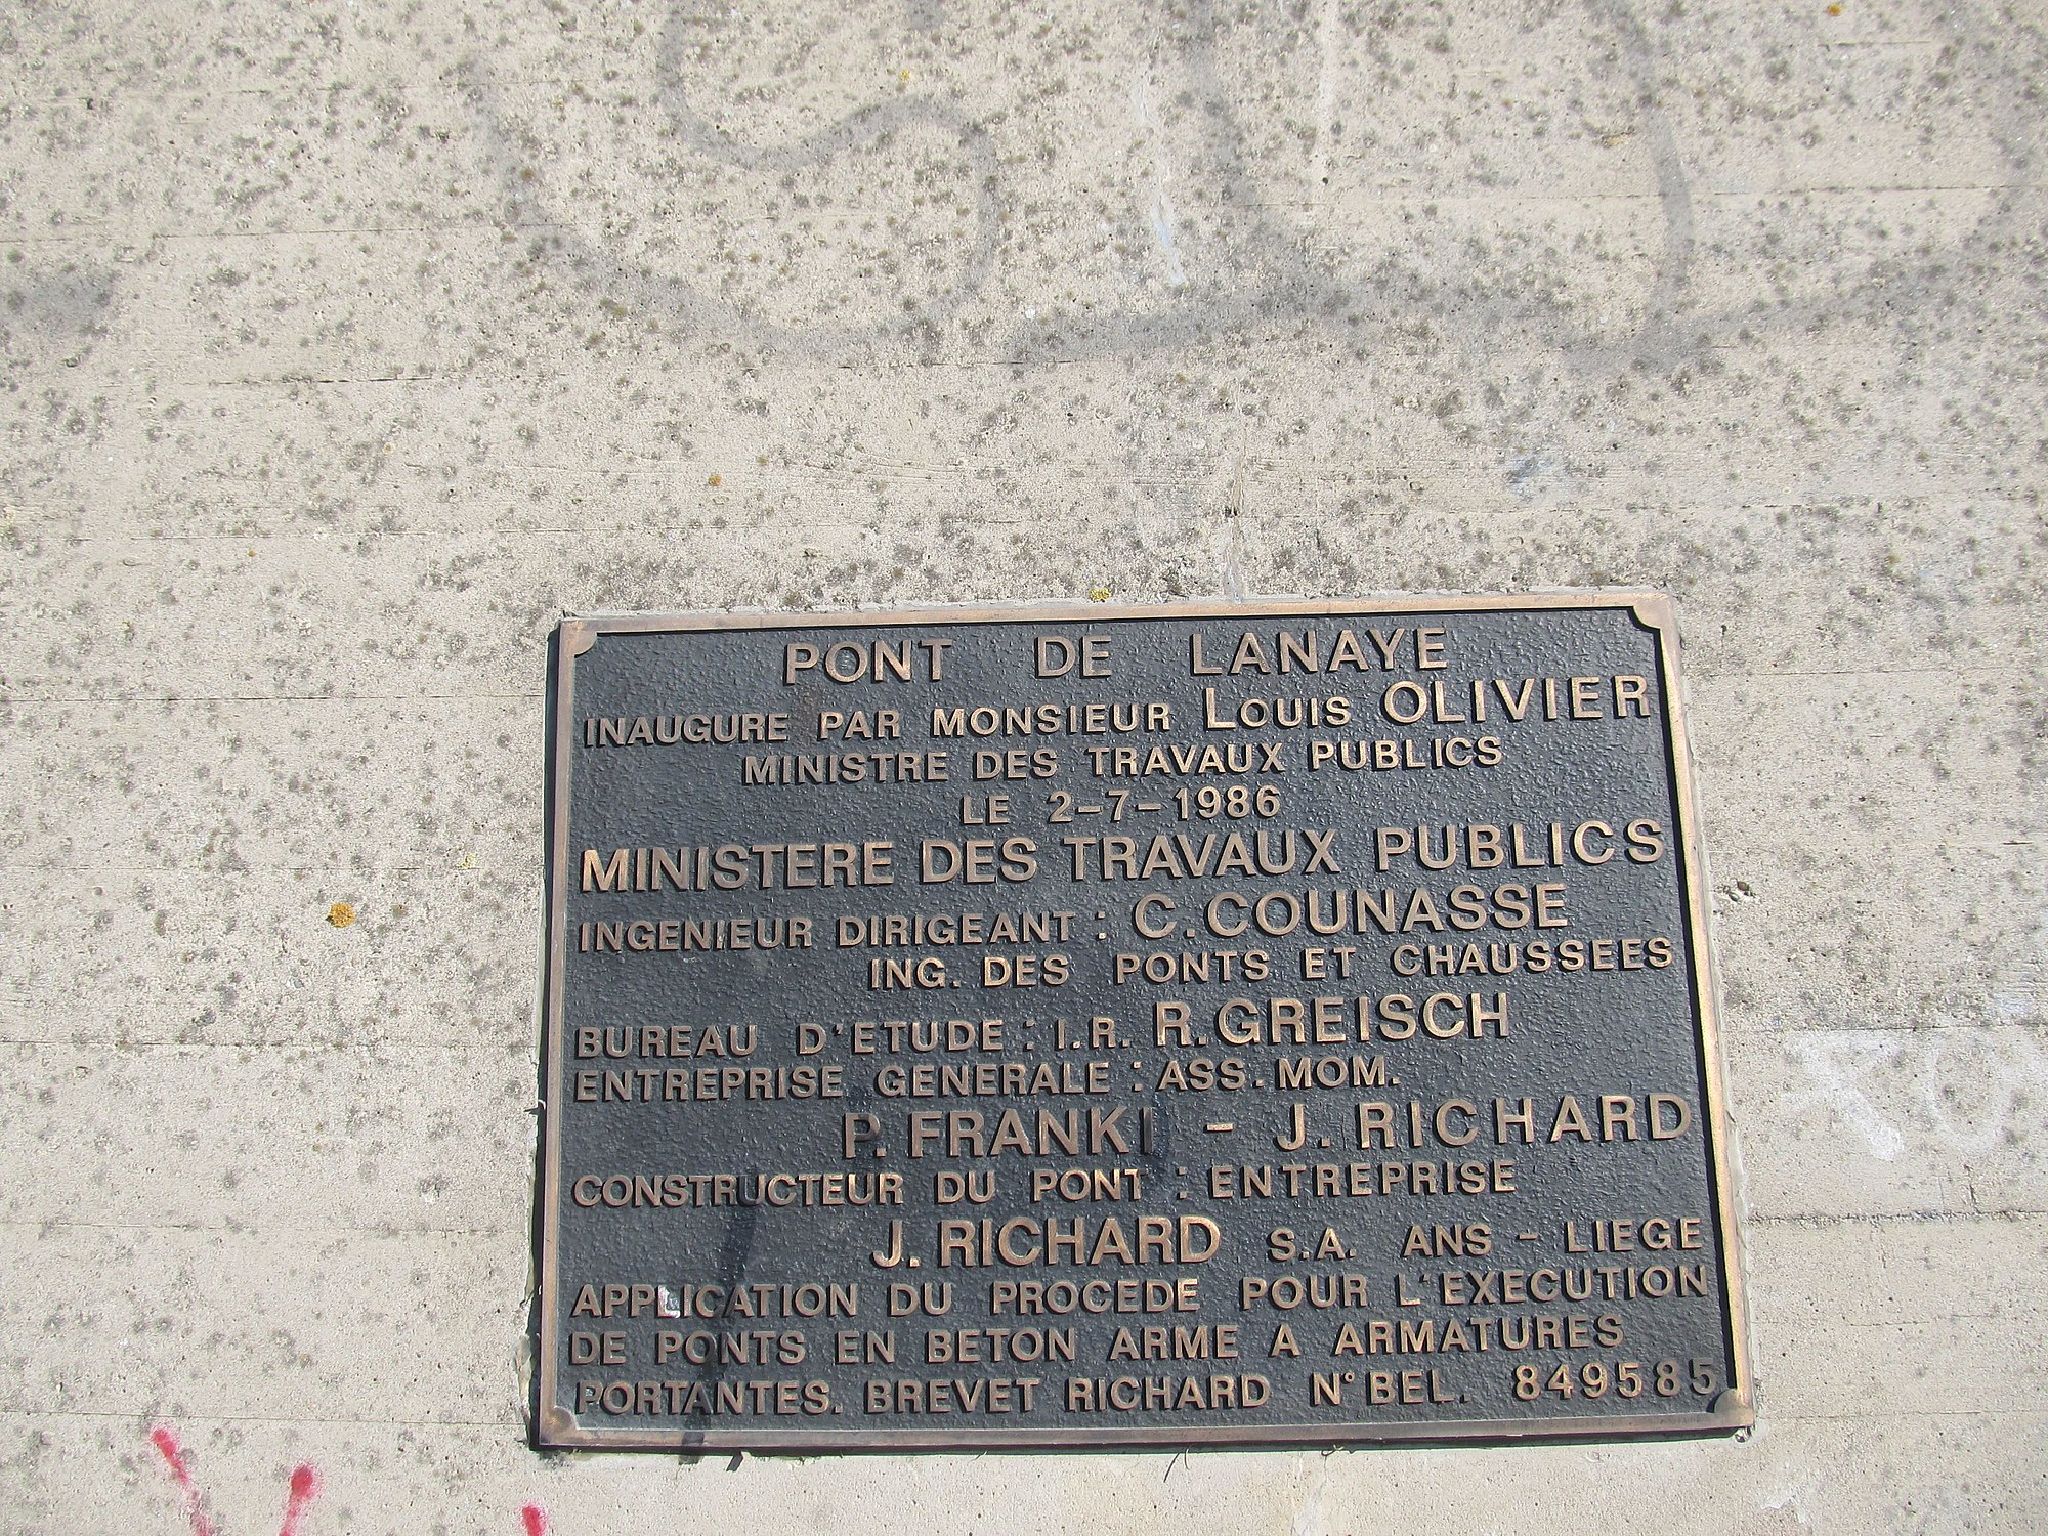 PONT DE LANAYE
INAUGURE PAR MONSIEUR LOUIS OLIVIER
MINISTRE DES TRAVAUX PUBLICS
LE 2-7-1986
MINISTERE DES TRAVAUX PUBLICS
INGENIEUR DIRIGEANT : C.COUNASSE
ING. DES PONTS ET CHAUSSEES
BUREAU D'ETUDE : I.R. R.GREISCH
ENTREPRISE GENERALE : ASS.MOM.
P. FRANKI - J. RICHARD
CONSTRUCTEUR DU PONT : ENTREPRISE
J. RICHARD S.A. ANS - LIEGE
APPLICATION DU PROCEDE POUR L'EXECUTION
DE PONTS EN BETON ARME A ARMATURES
PORTANTES. BREVET RICHARD N° BEL. 849585